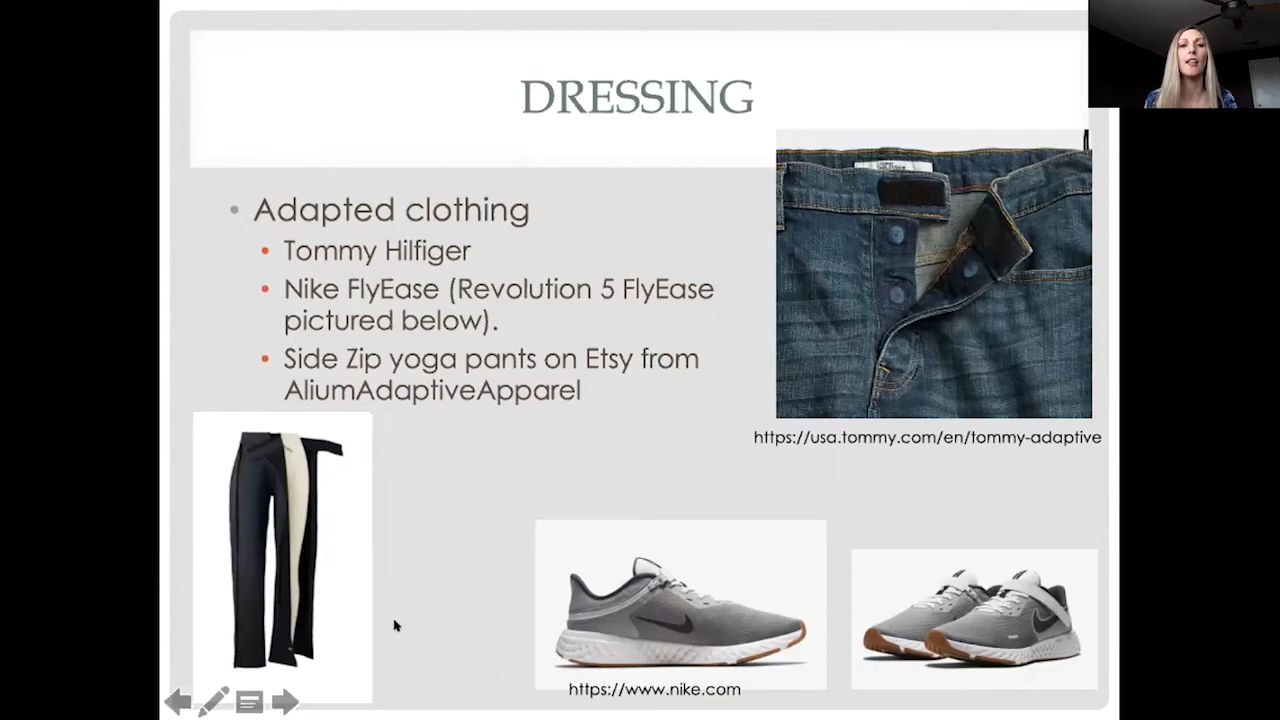 DRESSING
• Adapted clothing
• Tommy Hilfiger
• Nike FlyEase (Revolution 5 FlyEase
pictured below).
• Side Zip yoga pants on Etsy from
AliumAdaptiveApparel
https://usa.tommy.com/en/tommy-adaptive
https://www.nike.com